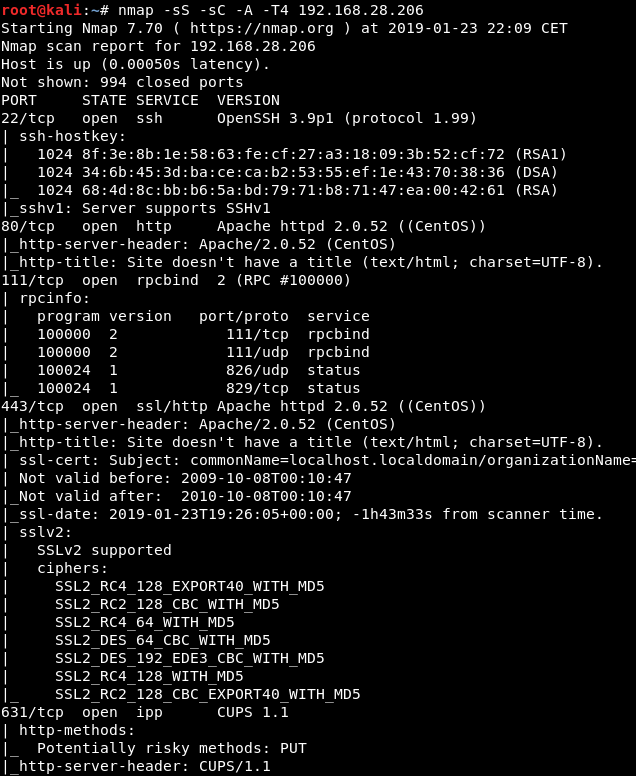 root@kali:~# nmap -sS -sC -A -T4 192.168.28.206
Starting Nmap 7.70 ( https://nmap.org ) at 2019-01-23 22:09 CET
Nmap scan report for 192.168.28.206
Host is up (0.00050s latency).
Not shown: 994 closed ports
PORT     STATE SERVICE  VERSION
22/tcp   open  ssh      OpenSSH 3.9p1 (protocol 1.99)
| ssh-hostkey:
|   1024 8f:3e:8b:1e:58:63:fe:cf:27:a3:18:09:3b:52:cf:72 (RSA1)
|   1024 34:6b:45:3d:ba:ce:ca:b2:53:55:ef:1e:43:70:38:36 (DSA)
|_  1024 68:4d:8c:bb:b6:5a:bd:79:71:b8:71:47:ea:00:42:61 (RSA)
|_sshv1: Server supports SSHv1
80/tcp   open  http     Apache httpd 2.0.52 ((CentOS))
|_http-server-header: Apache/2.0.52 (CentOS)
|_http-title: Site doesn't have a title (text/html; charset=UTF-8).
111/tcp  open  rpcbind  2 (RPC #100000)
| rpcinfo:
|   program version   port/proto  service
|   100000  2            111/tcp  rpcbind
|   100000  2            111/udp  rpcbind
|   100024  1            826/udp  status
|_  100024  1            829/tcp  status
443/tcp  open  ssl/http Apache httpd 2.0.52 ((CentOS))
|_http-server-header: Apache/2.0.52 (CentOS)
|_http-title: Site doesn't have a title (text/html; charset=UTF-8).
| ssl-cert: Subject: commonName=localhost.localdomain/organizationName=
| Not valid before: 2009-10-08T00:10:47
|_Not valid after:  2010-10-08T00:10:47
|_ssl-date: 2019-01-23T19:26:05+00:00; -1h43m33s from scanner time.
| sslv2:
|   SSLv2 supported
|   ciphers:
|     SSL2_RC4_128_EXPORT40_WITH_MD5
|     SSL2_RC2_128_CBC_WITH_MD5
|     SSL2_RC4_64_WITH_MD5
|     SSL2_DES_64_CBC_WITH_MD5
|     SSL2_DES_192_EDE3_CBC_WITH_MD5
|     SSL2_RC4_128_WITH_MD5
|_    SSL2_RC2_128_CBC_EXPORT40_WITH_MD5
631/tcp  open  ipp      CUPS 1.1
| http-methods:
|_  Potentially risky methods: PUT
|_http-server-header: CUPS/1.1